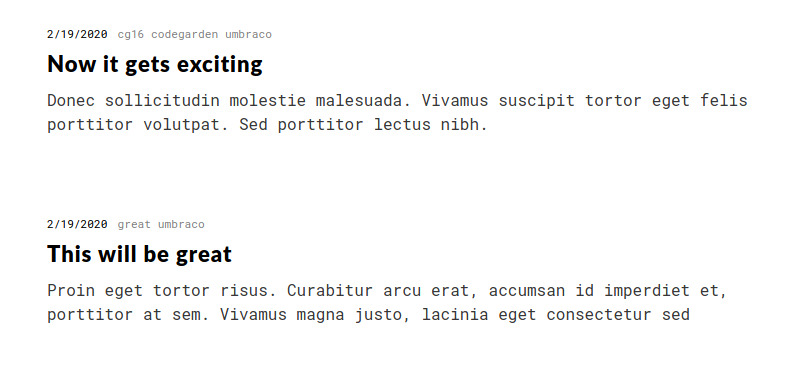 2/19/2020 cg16 codegarden umbraco
Now it gets exciting
Donec sollicitudin molestie malesuada. Vivamus suscipit tortor eget felis
porttitor volutpat. Sed porttitor lectus nibh.
2/19/2020 great umbraco
This will be great
Proin eget tortor risus. Curabitur arcu erat, accumsan id imperdiet et,
porttitor at sem. Vivamus magna justo, lacinia eget consectetur sed